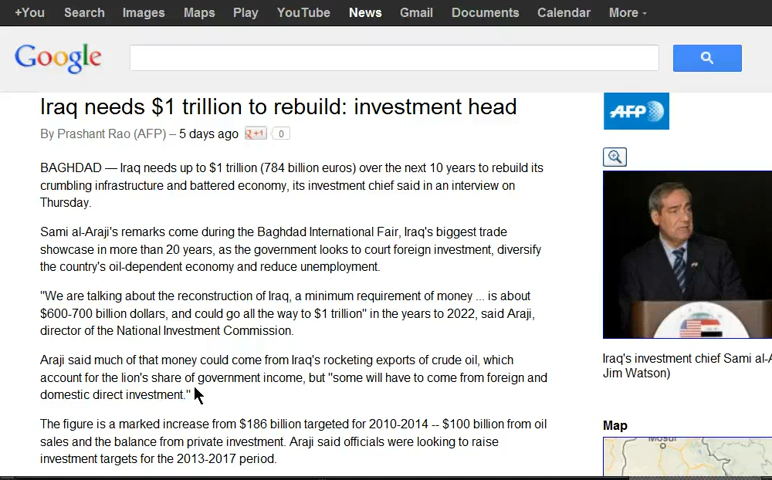 +You Search Images Maps Play YouTube News Gmail Documents Calendar More
Google
Iraq needs $1 trillion to rebuild: investment head
By Prashant Rao (AFP) – 5 days ago +1 0
BAGHDAD — Iraq needs up to $1 trillion (784 billion euros) over the next 10 years to rebuild its
crumbling infrastructure and battered economy, its investment chief said in an interview on
Thursday.
Sami al-Araji's remarks come during the Baghdad International Fair, Iraq's biggest trade
showcase in more than 20 years, as the government looks to court foreign investment, diversify
the country's oil-dependent economy and reduce unemployment.
"We are talking about the reconstruction of Iraq, a minimum requirement of money ... is about
$600-700 billion dollars, and could go all the way to $1 trillion" in the years to 2022, said Araji,
director of the National Investment Commission.
Araji said much of that money could come from Iraq's rocketing exports of crude oil, which
account for the lion's share of government income, but "some will have to come from foreign and
domestic direct investment."
The figure is a marked increase from $186 billion targeted for 2010-2014 -- $100 billion from oil
sales and the balance from private investment. Araji said officials were looking to raise
investment targets for the 2013-2017 period.
AFP
Iraq's investment chief Sami al-A
Jim Watson)
Map
Mosul